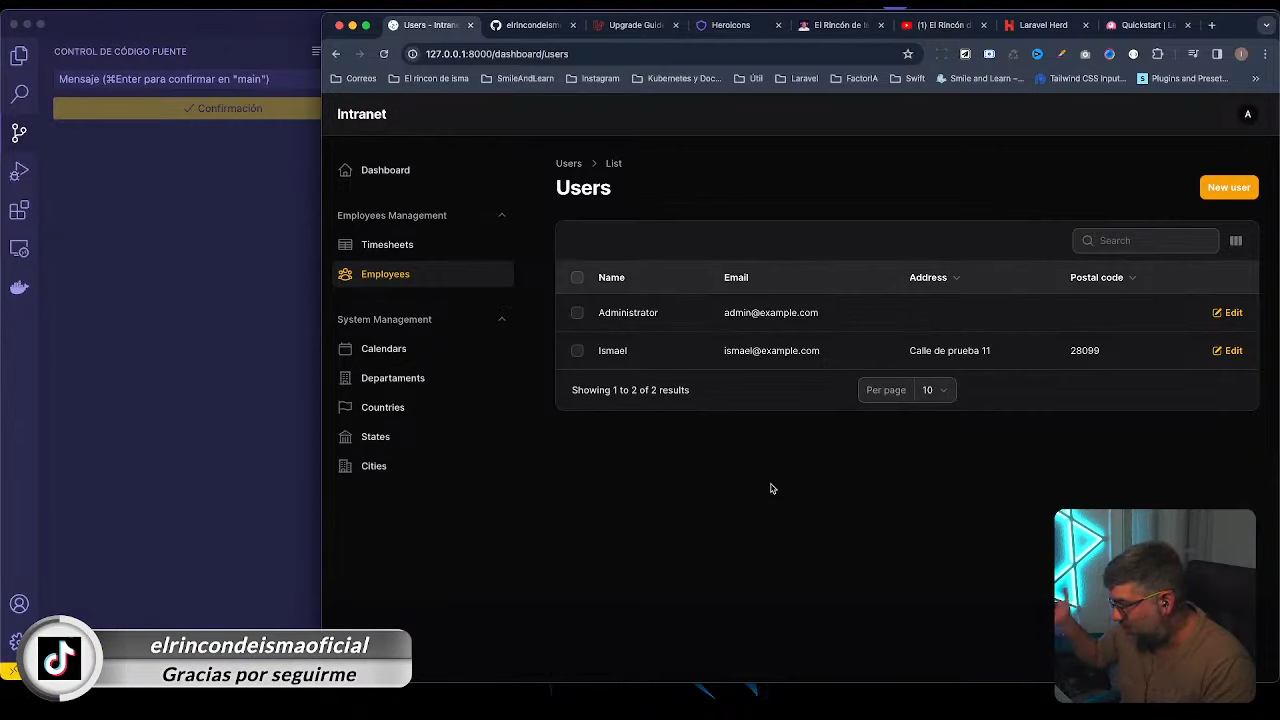 CONTROL DE CÓDIGO FUENTE
Mensaje (⌘Enter para confirmar en "main")
Confirmación
Users - Intran
elrincondeism
Upgrade Guid
Heroicons
El Rincón de
(1) El Rincón d
Laravel Herd
Quickstart | La
127.0.0.1:8000/dashboard/users
Correos
El rincon de isma
SmileAndLearn
Instagram
Kubernetes y Doc...
Útil
Laravel
FactorIA
Swift
Smile and Learn –...
Tailwind CSS Input...
Plugins and Preset...
Intranet
A
Dashboard
Employees Management
Timesheets
Employees
System Management
Calendars
Departaments
Countries
States
Cities
Users > List
Users
New user
Search
Name Email Address Postal code
Administrator admin@example.com Edit
Ismael ismael@example.com Calle de prueba 11 28099 Edit
Showing 1 to 2 of 2 results
Per page 10
elrincondeismaoficial
Gracias por seguirme